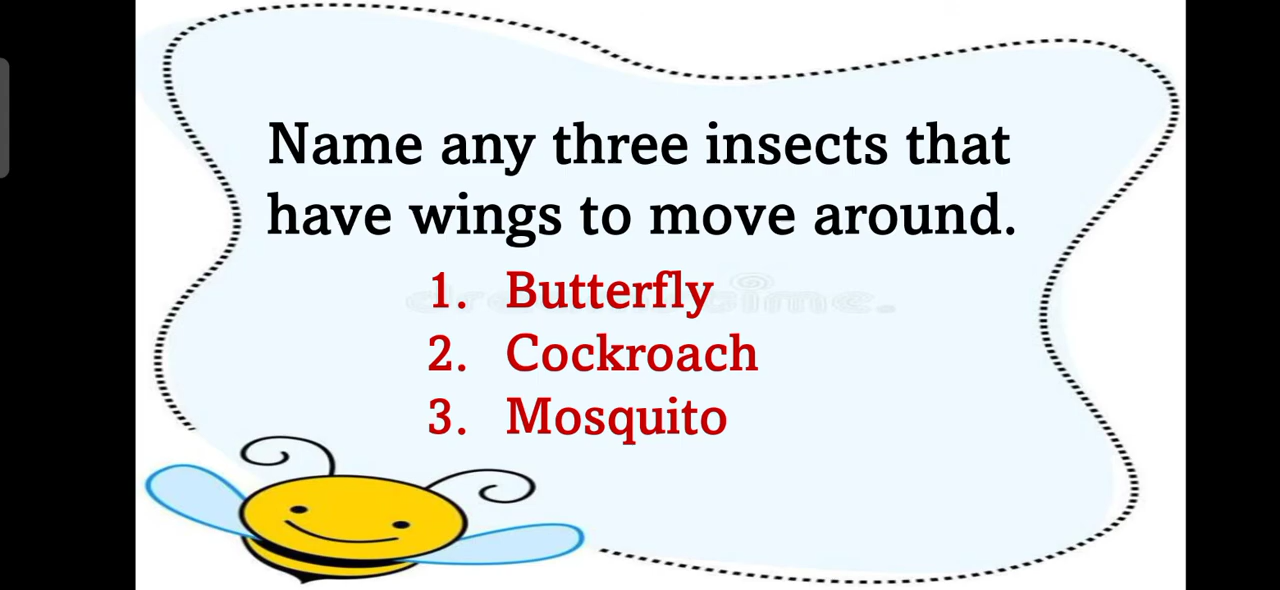 Name any three insects that
have wings to move around.
1. Butterfly
2. Cockroach
3. Mosquito